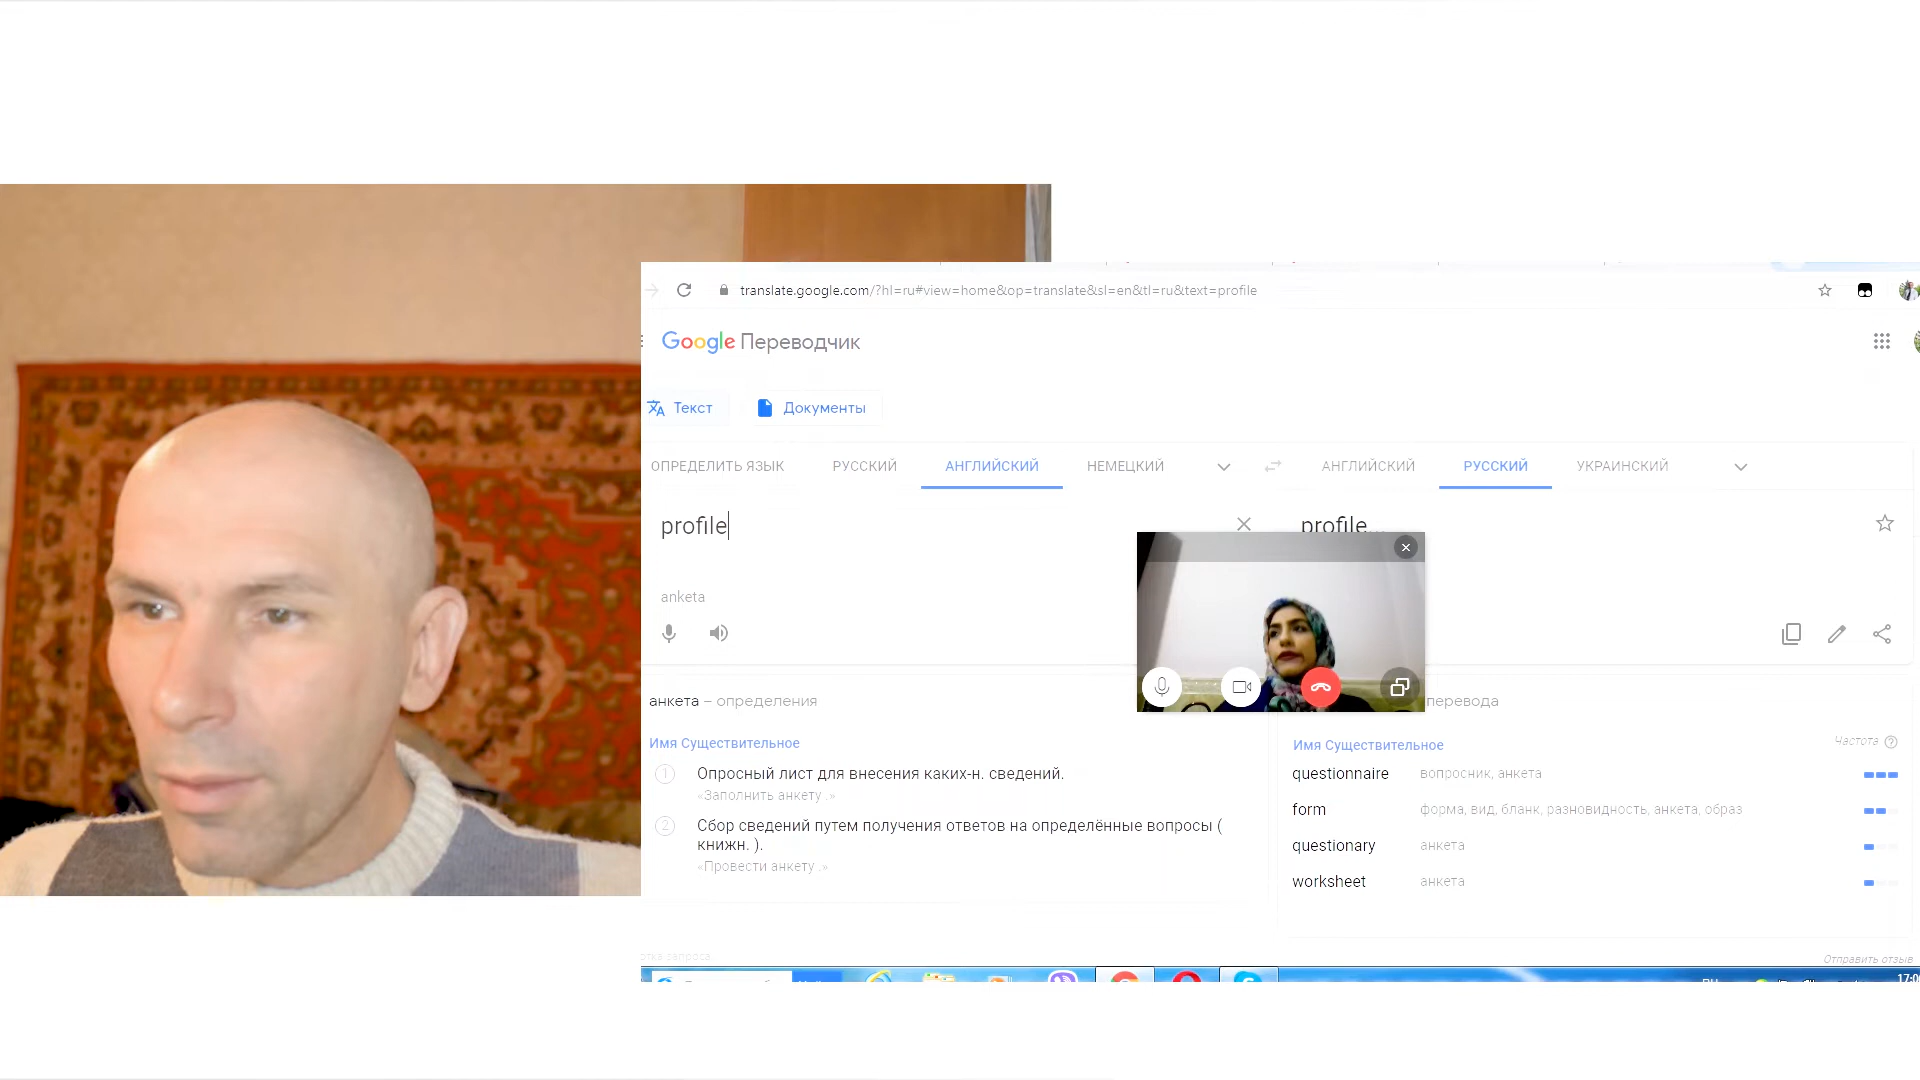 translate.google.com/?hl=ru#view=home&op=translate&sl=en&tl=ru&text=profile
Google Переводчик
Текст
Документы
ОПРЕДЕЛИТЬ ЯЗЫК
РУССКИЙ
АНГЛИЙСКИЙ
НЕМЕЦКИЙ
АНГЛИЙСКИЙ
РУССКИЙ
УКРАИНСКИЙ
profile
profile...
anketa
анкета – определения
перевода
Имя Существительное
1 Опросный лист для внесения каких-н. сведений.
«Заполнить анкету .»
2 Сбор сведений путем получения ответов на определённые вопросы (
книжн. ).
«Провести анкету .»
Имя Существительное
Частота
questionnaire вопросник, анкета
form форма, вид, бланк, разновидность, анкета, образ
questionary анкета
worksheet анкета
Отправить отзыв